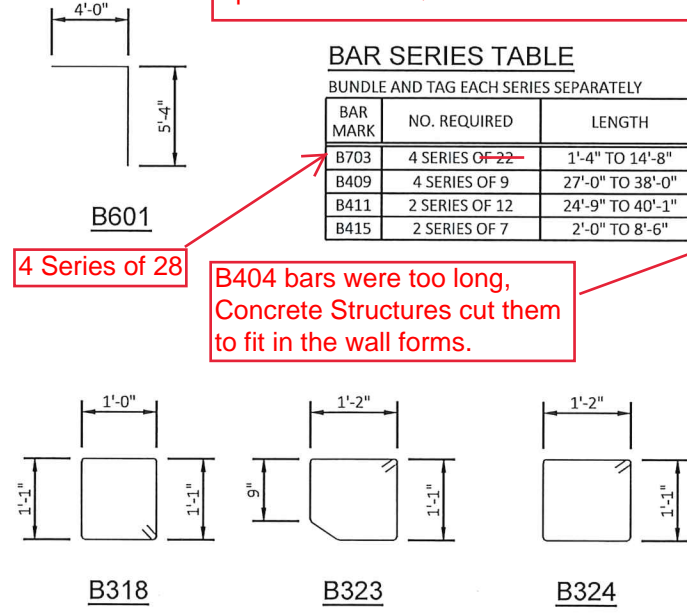 4'-0"
5'-4"
B601
BAR SERIES TABLE
BUNDLE AND TAG EACH SERIES SEPARATELY
BAR MARK NO. REQUIRED LENGTH
B703 4 SERIES OF 22 1'-4" TO 14'-8"
B409 4 SERIES OF 9 27'-0" TO 38'-0"
B411 2 SERIES OF 12 24'-9" TO 40'-1"
B415 2 SERIES OF 7 2'-0" TO 8'-6"
4 Series of 28
B404 bars were too long,
Concrete Structures cut them
to fit in the wall forms.
1'-0"
1'-1"
1'-1"
B318
1'-2"
9"
1'-1"
B323
1'-2"
1'-1"
B324